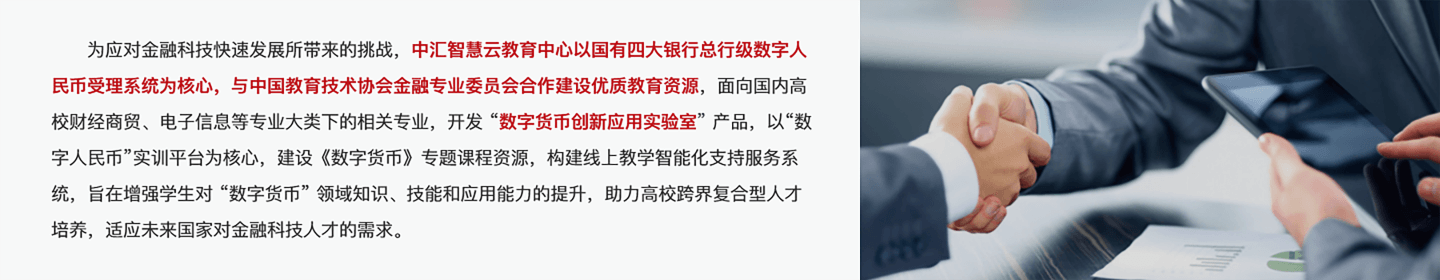 为应对金融科技快速发展所带来的挑战，中汇智慧云教育中心以国有四大银行总行级数字人
民币受理系统为核心，与中国教育技术协会金融专业委员会合作建设优质教育资源，面向国内高
校财经商贸、电子信息等专业大类下的相关专业，开发“数字货币创新应用实验室”产品，以“数
字人民币”实训平台为核心，建设《数字货币》专题课程资源，构建线上教学智能化支持服务系
统，旨在增强学生对“数字货币”领域知识、技能和应用能力的提升，助力高校跨界复合型人才
培养，适应未来国家对金融科技人才的需求。